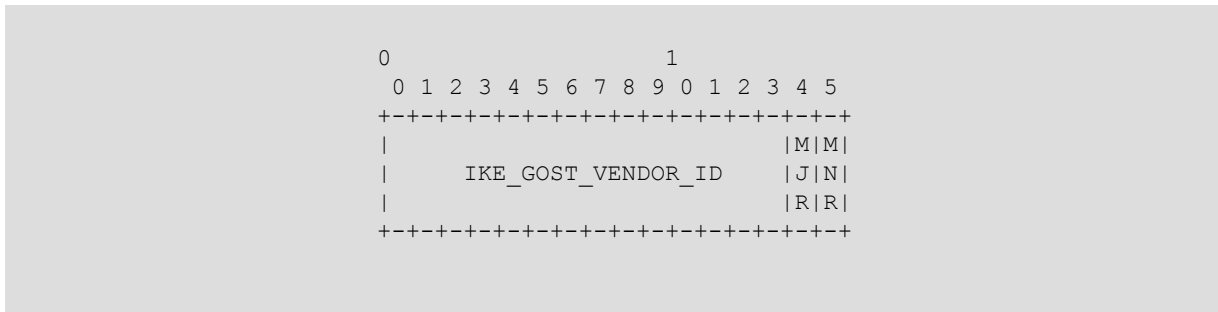 0                   1
 0 1 2 3 4 5 6 7 8 9 0 1 2 3 4 5
+-+-+-+-+-+-+-+-+-+-+-+-+-+-+-+-+
|                           |M|M|
|     IKE_GOST_VENDOR_ID    |J|N|
|                           |R|R|
+-+-+-+-+-+-+-+-+-+-+-+-+-+-+-+-+